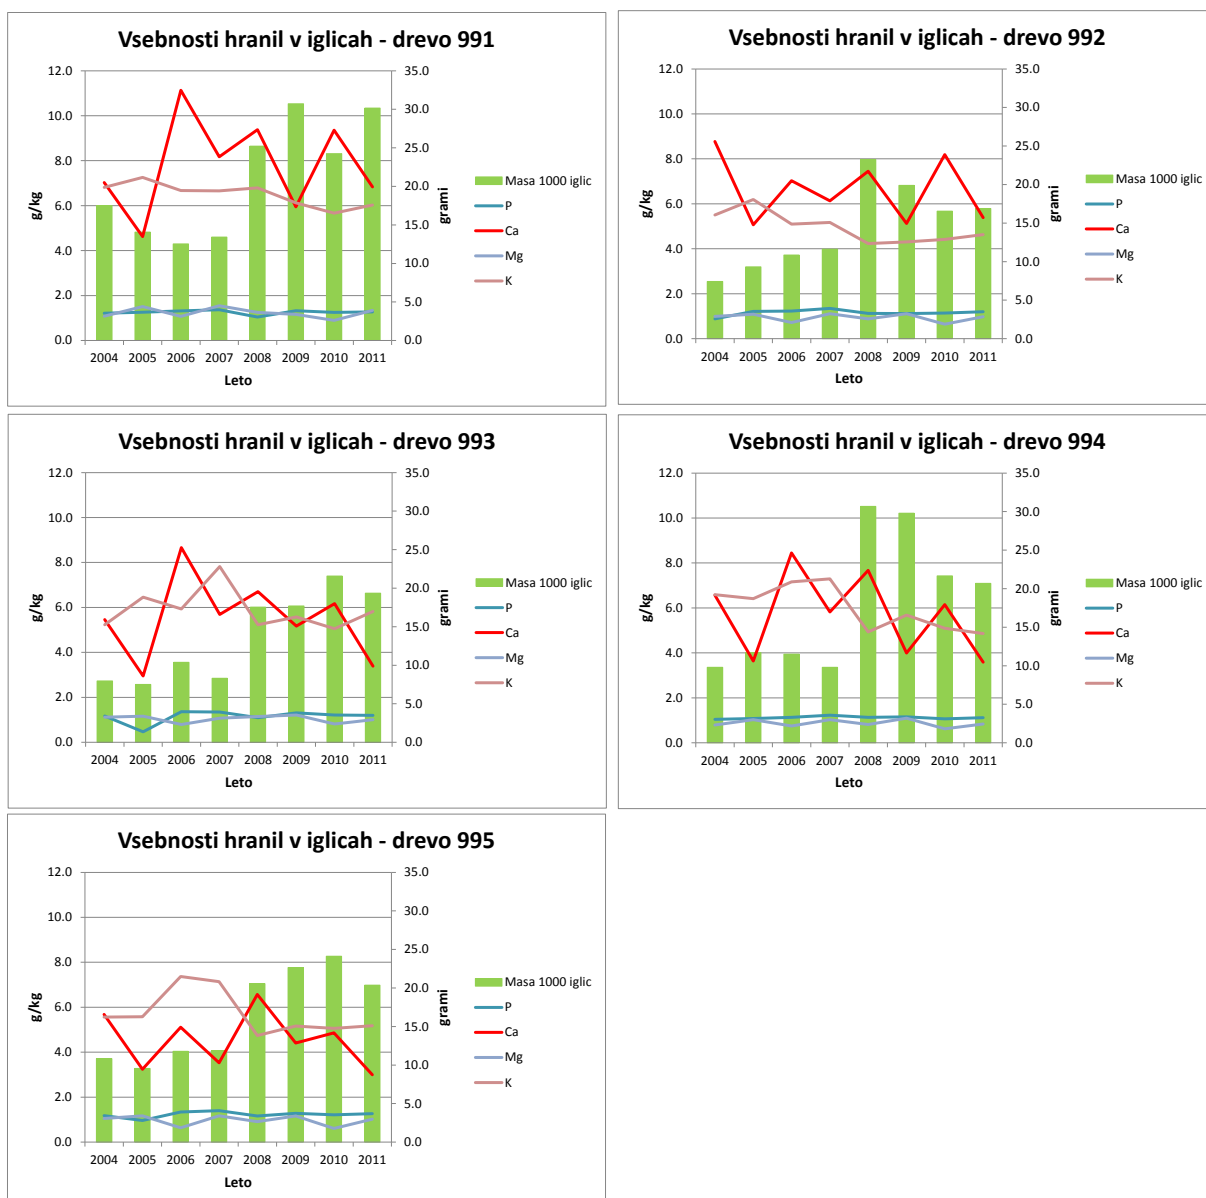 Vsebnosti hranil v iglicah - drevo 991
g/kg
12.0
10.0
8.0
6.0
4.0
2.0
0.0
35.0
30.0
25.0
20.0
15.0
10.0
5.0
0.0
grami
2004 2005 2006 2007 2008 2009 2010 2011
Leto
Masa 1000 iglic
P
Ca
Mg
K
Vsebnosti hranil v iglicah - drevo 992
g/kg
12.0
10.0
8.0
6.0
4.0
2.0
0.0
35.0
30.0
25.0
20.0
15.0
10.0
5.0
0.0
grami
2004 2005 2006 2007 2008 2009 2010 2011
Leto
Masa 1000 iglic
P
Ca
Mg
K
Vsebnosti hranil v iglicah - drevo 993
g/kg
12.0
10.0
8.0
6.0
4.0
2.0
0.0
35.0
30.0
25.0
20.0
15.0
10.0
5.0
0.0
grami
2004 2005 2006 2007 2008 2009 2010 2011
Leto
Masa 1000 iglic
P
Ca
Mg
K
Vsebnosti hranil v iglicah - drevo 994
g/kg
12.0
10.0
8.0
6.0
4.0
2.0
0.0
35.0
30.0
25.0
20.0
15.0
10.0
5.0
0.0
grami
2004 2005 2006 2007 2008 2009 2010 2011
Leto
Masa 1000 iglic
P
Ca
Mg
K
Vsebnosti hranil v iglicah - drevo 995
g/kg
12.0
10.0
8.0
6.0
4.0
2.0
0.0
35.0
30.0
25.0
20.0
15.0
10.0
5.0
0.0
grami
2004 2005 2006 2007 2008 2009 2010 2011
Leto
Masa 1000 iglic
P
Ca
Mg
K